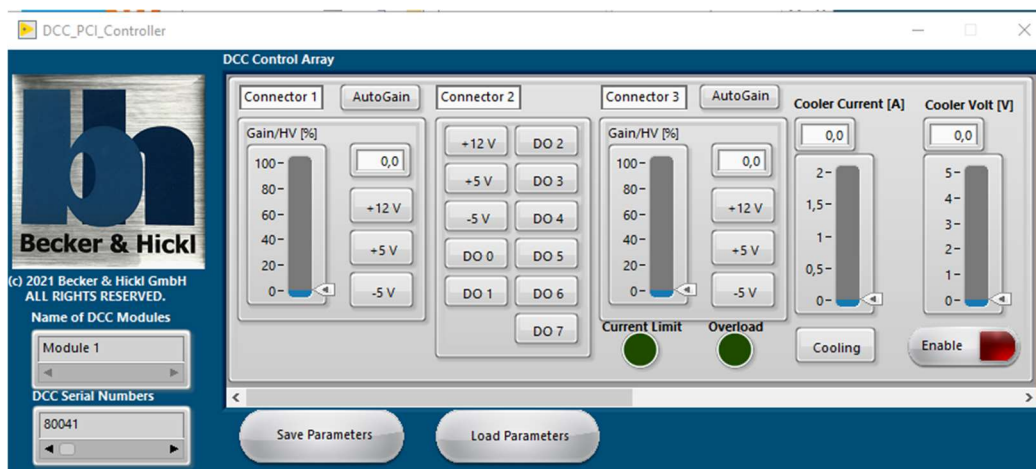 DCC_PCI_Controller
DCC Control Array
Connector 1
AutoGain
Connector 2
Connector 3
AutoGain
Cooler Current [A]
Cooler Volt [V]
Gain/HV [%]
100
80
60
40
20
0
0,0
+12 V
+5 V
-5 V
+12 V
DO 2
+5 V
DO 3
-5 V
DO 4
DO 0
DO 5
DO 1
DO 6
DO 7
Gain/HV [%]
100
80
60
40
20
0
0,0
+12 V
+5 V
-5 V
Current Limit
Overload
0,0
2
1,5
1
0,5
0
Cooling
0,0
5
4
3
2
1
0
Enable
bh
Becker & Hickl
(c) 2021 Becker & Hickl GmbH
ALL RIGHTS RESERVED.
Name of DCC Modules
Module 1
DCC Serial Numbers
80041
Save Parameters
Load Parameters